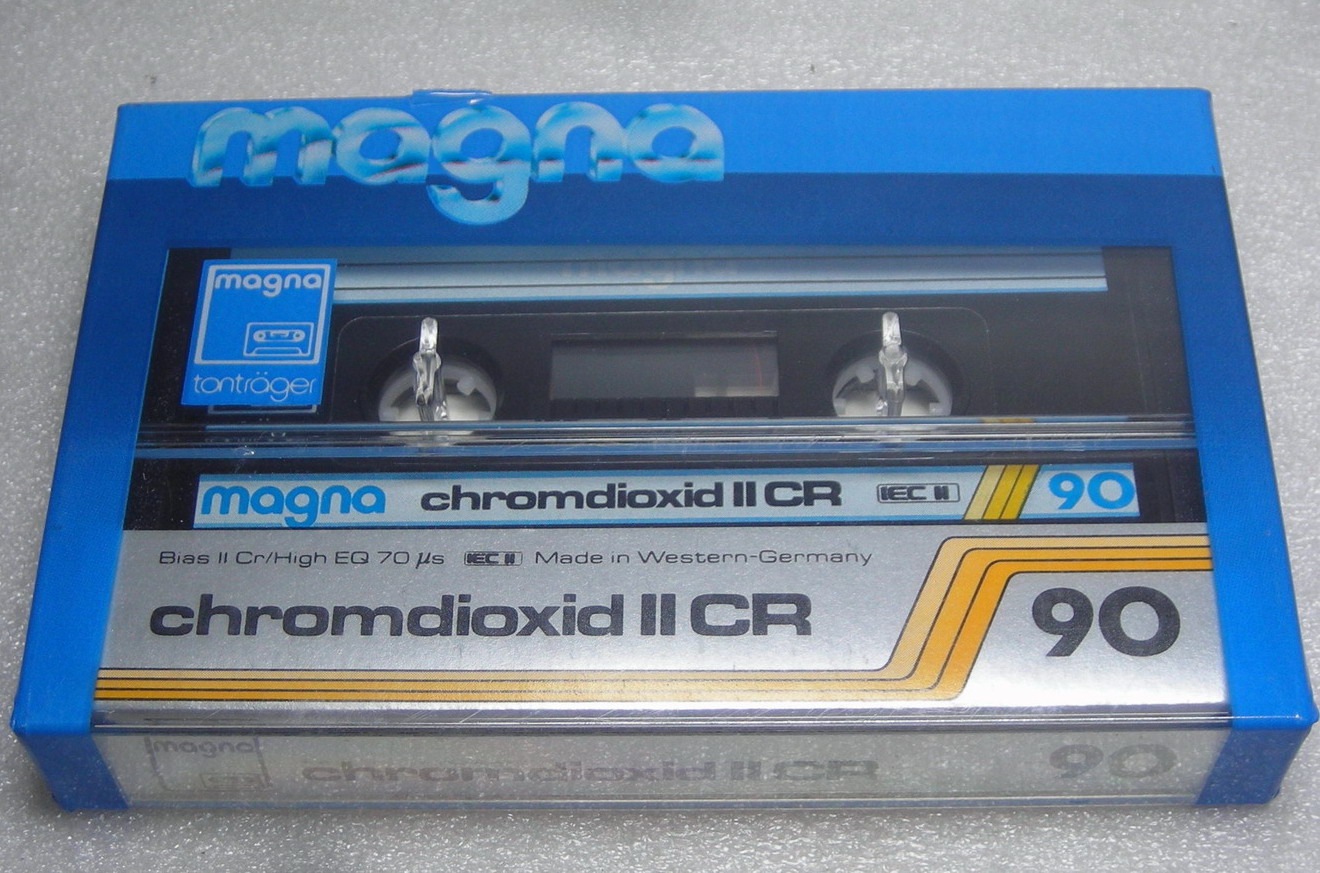 magna
magna
tonträger
magna chromdioxid II CR IEC II 90
Bias II Cr/High EQ 70 µs IEC II Made in Western-Germany
chromdioxid II CR 90
magna
chromdioxid II CR 90